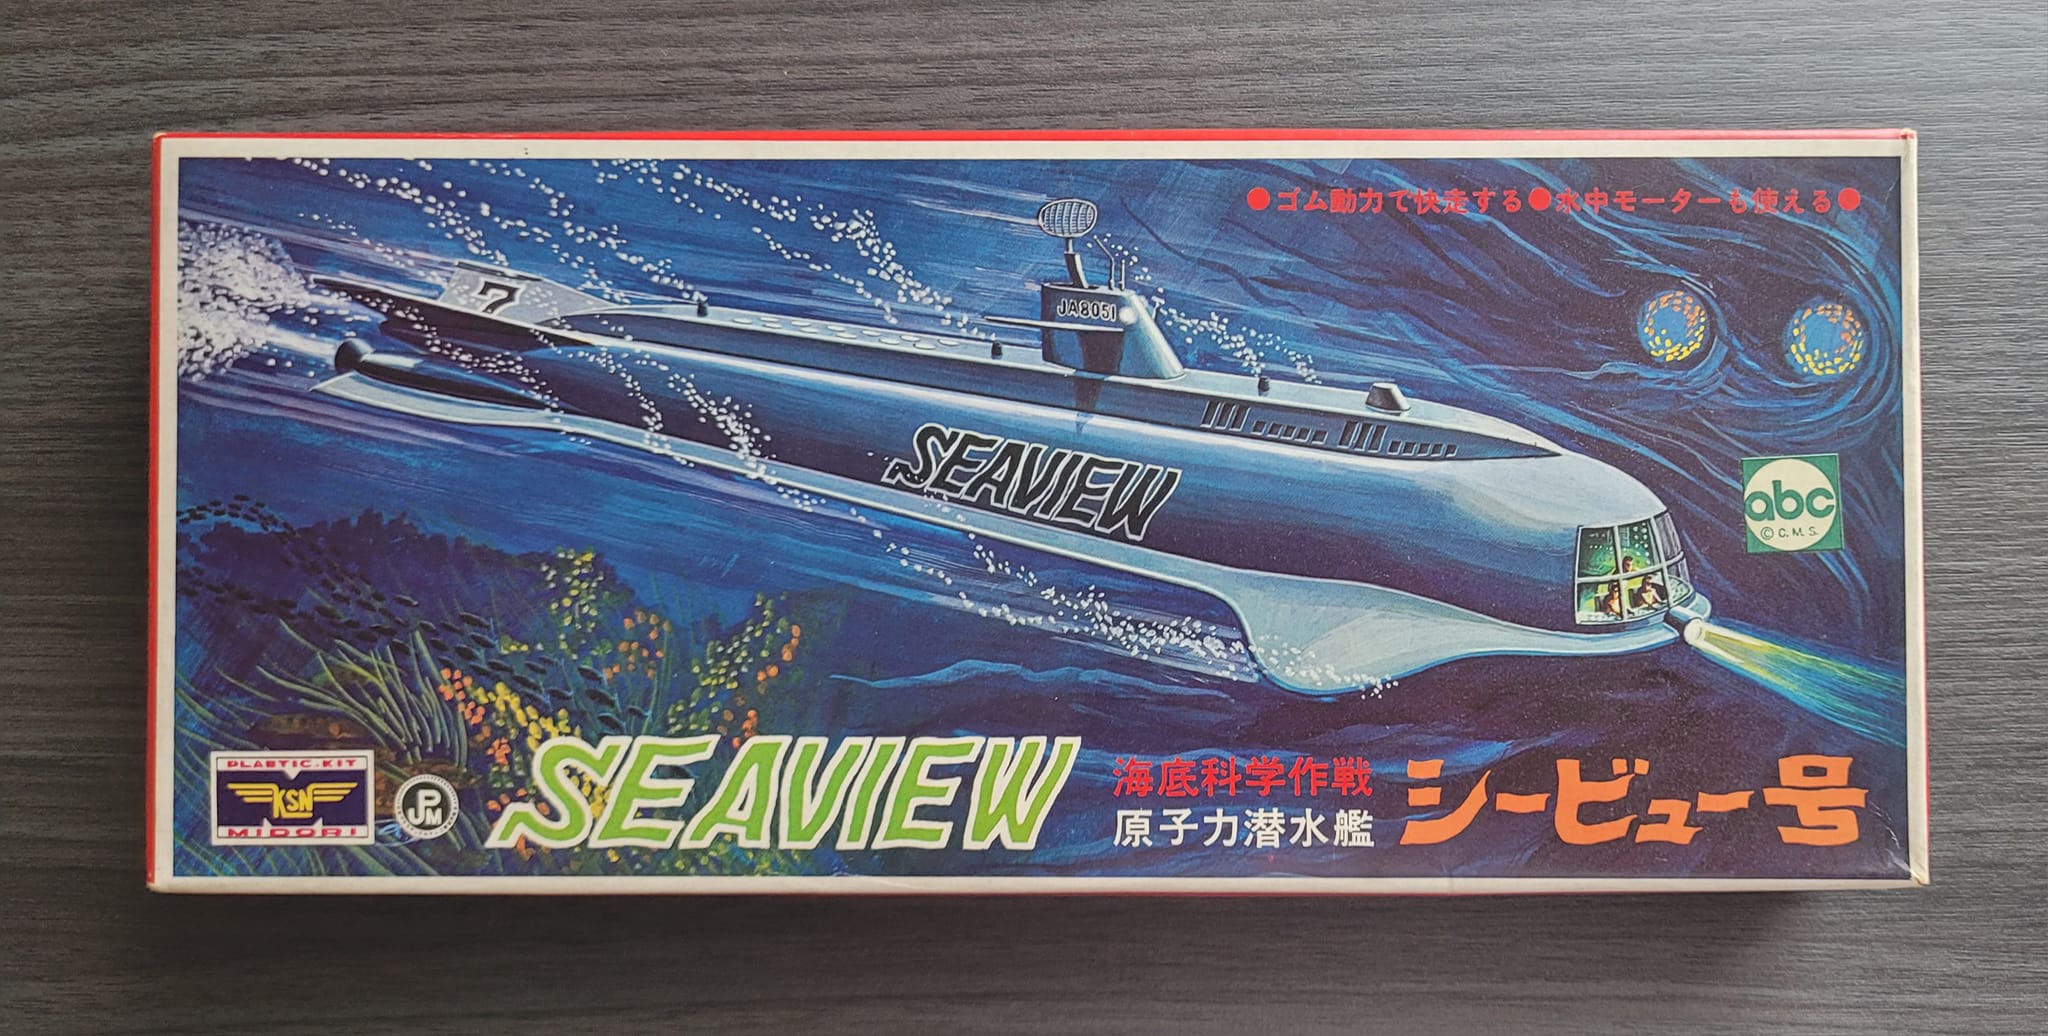 ●ゴム動力で快走する●水中モーターも使える●
7
JA8051
SEAVIEW
abc
© C.M.S.
PLASTIC.KIT
KSN
MIDORI
PJM
SEAVIEW
海底科学作戦
原子力潜水艦
シービュー号